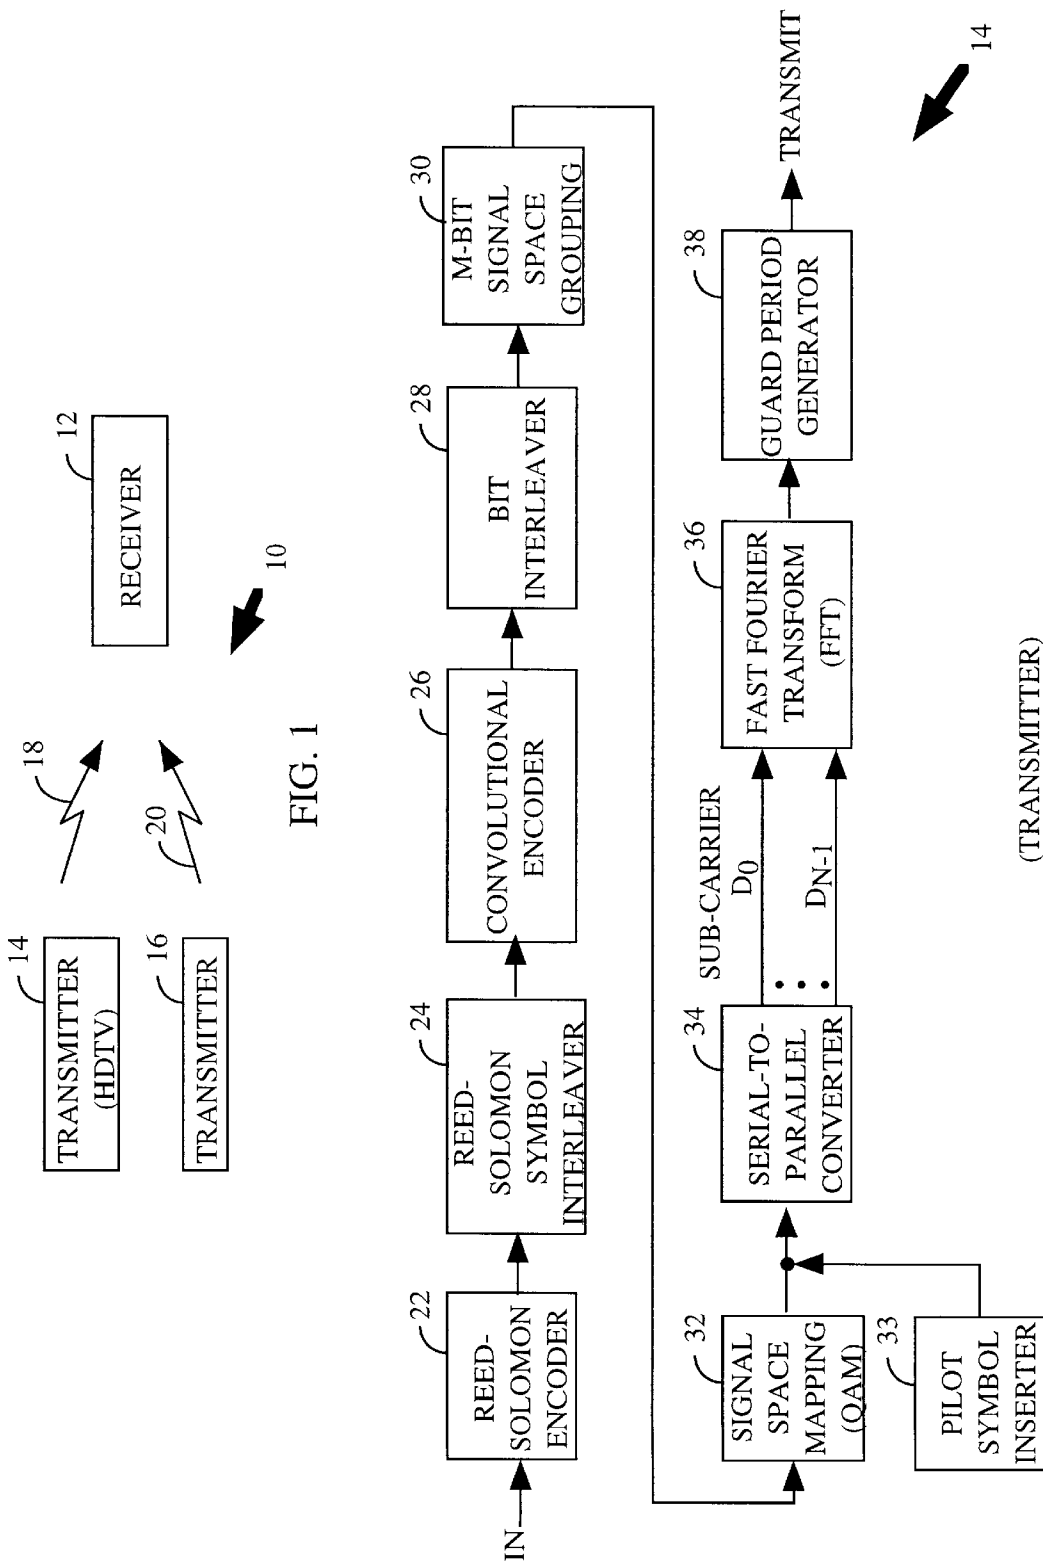 14
TRANSMITTER
(HDTV)
18
12
RECEIVER
16
TRANSMITTER
20
10
FIG. 1
IN
22
REED-
SOLOMON
ENCODER
24
REED-
SOLOMON
SYMBOL
INTERLEAVER
26
CONVOLUTIONAL
ENCODER
28
BIT
INTERLEAVER
30
M-BIT
SIGNAL
SPACE
GROUPING
32
SIGNAL
SPACE
MAPPING
(QAM)
33
PILOT
SYMBOL
INSERTER
34
SERIAL-TO-
PARALLEL
CONVERTER
SUB-CARRIER
D0
DN-1
36
FAST FOURIER
TRANSFORM
(FFT)
38
GUARD PERIOD
GENERATOR
TRANSMIT
14
(TRANSMITTER)